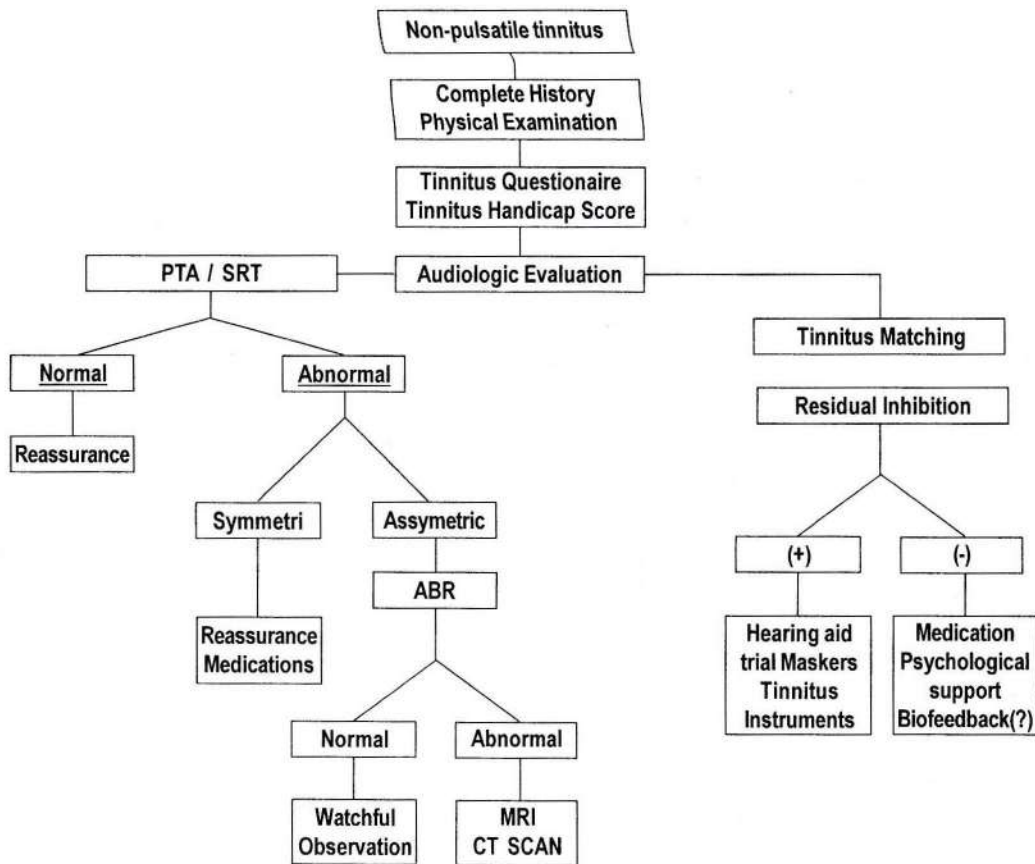 Non-pulsatile tinnitus
Complete History
Physical Examination
Tinnitus Questionaire
Tinnitus Handicap Score
Audiologic Evaluation
PTA / SRT
Normal
Reassurance
Abnormal
Symmetri
Reassurance
Medications
Assymetric
ABR
Normal
Watchful
Observation
Abnormal
MRI
CT SCAN
Tinnitus Matching
Residual Inhibition
(+)
Hearing aid
trial Maskers
Tinnitus
Instruments
(-)
Medication
Psychological
support
Biofeedback(?)